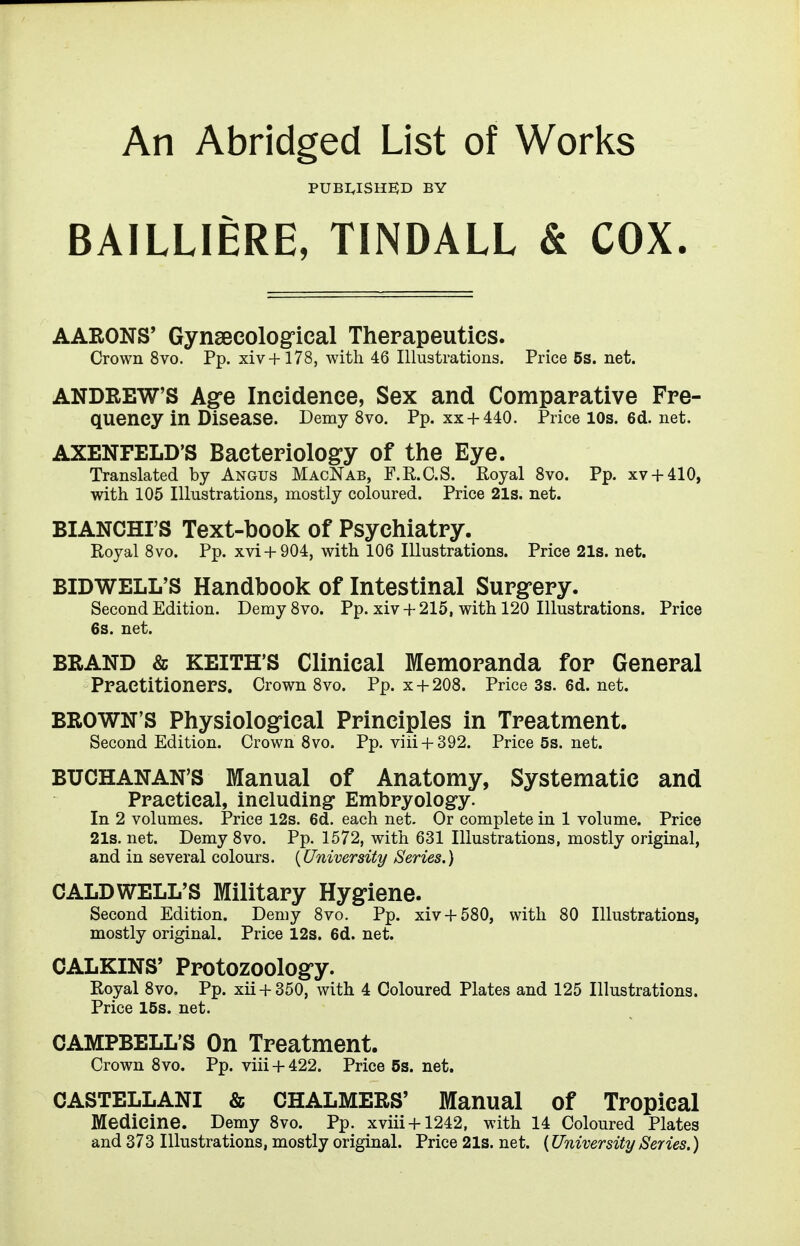 An Abridged List of Works
PUBLISHED BY
BAILLIÈRE, TINDALL & COX.
AARONS' Gynæcological Therapeutics.
Crown 8vo. Pp. xiv + 178, with 46 Illustrations. Price 5s. net.
ANDREW'S Age Incidence, Sex and Comparative Fre-
quency in Disease. Demy 8vo. Pp. xx + 440. Price 10s. 6d. net.
AXENFELD'S Bacteriology of the Eye.
Translated by Angus MacNab, F.R.C.S. Royal 8vo. Pp. xv + 410,
with 105 Illustrations, mostly coloured. Price 21s. net.
BIANCHI'S Text-book of Psychiatry.
Royal 8vo. Pp. xvi + 904, with 106 Illustrations. Price 21s. net.
BIDWELL'S Handbook of Intestinal Surgery.
Second Edition. Demy 8vo. Pp. xiv + 215, with 120 Illustrations. Price
6s. net.
BRAND & KEITH'S Clinical Memoranda for General
Practitioners. Crown 8vo. Pp. x + 208. Price 3s. 6d. net.
BROWN'S Physiological Principles in Treatment.
Second Edition. Crown 8vo. Pp. viii + 392. Price 5s. net.
BUCHANAN'S Manual of Anatomy, Systematic and
Practical, including Embryology.
In 2 volumes. Price 12s. 6d. each net. Or complete in 1 volume. Price
21s. net. Demy 8vo. Pp. 1572, with 631 Illustrations, mostly original,
and in several colours. (University Series.)
CALDWELL'S Military Hygiene.
Second Edition. Demy 8vo. Pp. xiv + 580, with 80 Illustrations,
mostly original. Price 12s. 6d. net.
CALKINS' Protozoology.
Royal 8vo. Pp. xii + 350, with 4 Coloured Plates and 125 Illustrations.
Price 15s. net.
CAMPBELL'S On Treatment.
Crown 8vo. Pp. viii + 422. Price 5s. net.
CASTELLANI & CHALMERS' Manual of Tropical
Medicine. Demy 8vo. Pp. xviii + 1242, with 14 Coloured Plates
and 373 Illustrations, mostly original. Price 21s. net. (University Series.)